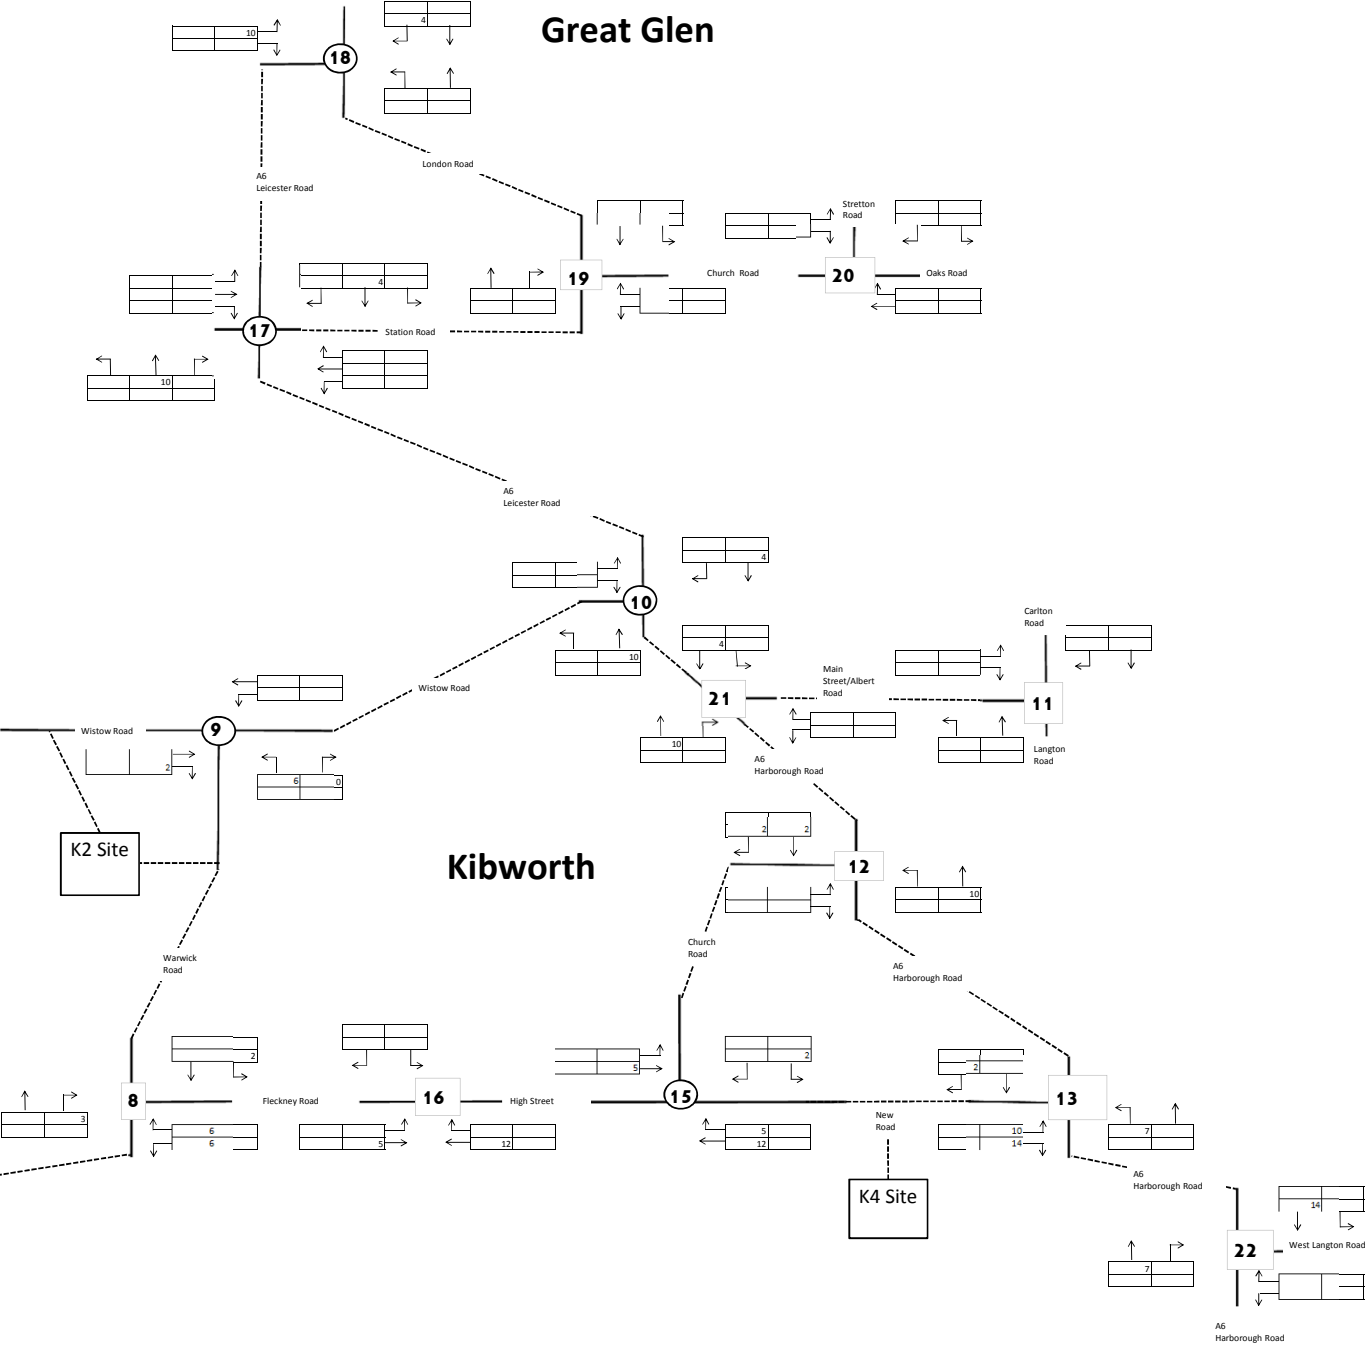 Great Glen
10
4
18
London Road
A6
Leicester Road
Stretton
Road
19
Church Road
20
Oaks Road
4
17
Station Road
10
A6
Leicester Road
4
10
10
4
Carlton
Road
Main
Street/Albert
Road
Wistow Road
21
11
10
Langton
Road
9
Wistow Road
2
6
0
A6
Harborough Road
K2 Site
Kibworth
2
2
12
10
Church
Road
A6
Harborough Road
Warwick
Road
2
5
2
2
3
8
Fleckney Road
16
High Street
15
13
New
Road
6
6
5
12
5
12
10
14
7
K4 Site
A6
Harborough Road
14
22
West Langton Road
7
A6
Harborough Road